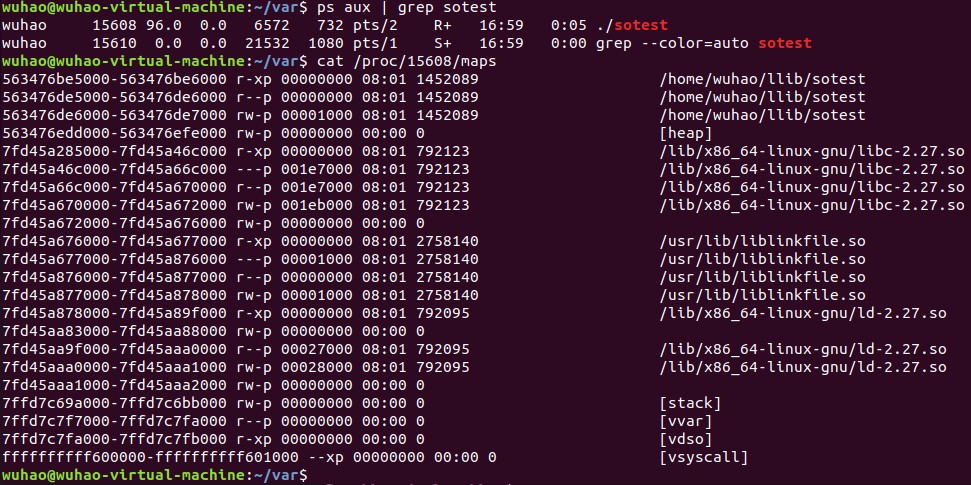 wuhao@wuhao-virtual-machine:~/var$ ps aux | grep sotest
wuhao     15608 96.0  0.0   6572   732 pts/2    R+   16:59   0:05 ./sotest
wuhao     15610  0.0  0.0  21532  1080 pts/1    S+   16:59   0:00 grep --color=auto sotest
wuhao@wuhao-virtual-machine:~/var$ cat /proc/15608/maps
563476be5000-563476be6000 r-xp 00000000 08:01 1452089                    /home/wuhao/llib/sotest
563476de5000-563476de6000 r--p 00000000 08:01 1452089                    /home/wuhao/llib/sotest
563476de6000-563476de7000 rw-p 00001000 08:01 1452089                    /home/wuhao/llib/sotest
563476edd000-563476efe000 rw-p 00000000 00:00 0                          [heap]
7fd45a285000-7fd45a46c000 r-xp 00000000 08:01 792123                     /lib/x86_64-linux-gnu/libc-2.27.so
7fd45a46c000-7fd45a66c000 ---p 001e7000 08:01 792123                     /lib/x86_64-linux-gnu/libc-2.27.so
7fd45a66c000-7fd45a670000 r--p 001e7000 08:01 792123                     /lib/x86_64-linux-gnu/libc-2.27.so
7fd45a670000-7fd45a672000 rw-p 001eb000 08:01 792123                     /lib/x86_64-linux-gnu/libc-2.27.so
7fd45a672000-7fd45a676000 rw-p 00000000 00:00 0
7fd45a676000-7fd45a677000 r-xp 00000000 08:01 2758140                    /usr/lib/liblinkfile.so
7fd45a677000-7fd45a876000 ---p 00001000 08:01 2758140                    /usr/lib/liblinkfile.so
7fd45a876000-7fd45a877000 r--p 00000000 08:01 2758140                    /usr/lib/liblinkfile.so
7fd45a877000-7fd45a878000 rw-p 00001000 08:01 2758140                    /usr/lib/liblinkfile.so
7fd45a878000-7fd45a89f000 r-xp 00000000 08:01 792095                     /lib/x86_64-linux-gnu/ld-2.27.so
7fd45aa83000-7fd45aa88000 rw-p 00000000 00:00 0
7fd45aa9f000-7fd45aaa0000 r--p 00027000 08:01 792095                     /lib/x86_64-linux-gnu/ld-2.27.so
7fd45aaa0000-7fd45aaa1000 rw-p 00028000 08:01 792095                     /lib/x86_64-linux-gnu/ld-2.27.so
7fd45aaa1000-7fd45aaa2000 rw-p 00000000 00:00 0
7ffd7c69a000-7ffd7c6bb000 rw-p 00000000 00:00 0                          [stack]
7ffd7c7f7000-7ffd7c7fa000 r--p 00000000 00:00 0                          [vvar]
7ffd7c7fa000-7ffd7c7fb000 r-xp 00000000 00:00 0                          [vdso]
ffffffffff600000-ffffffffff601000 --xp 00000000 00:00 0                  [vsyscall]
wuhao@wuhao-virtual-machine:~/var$